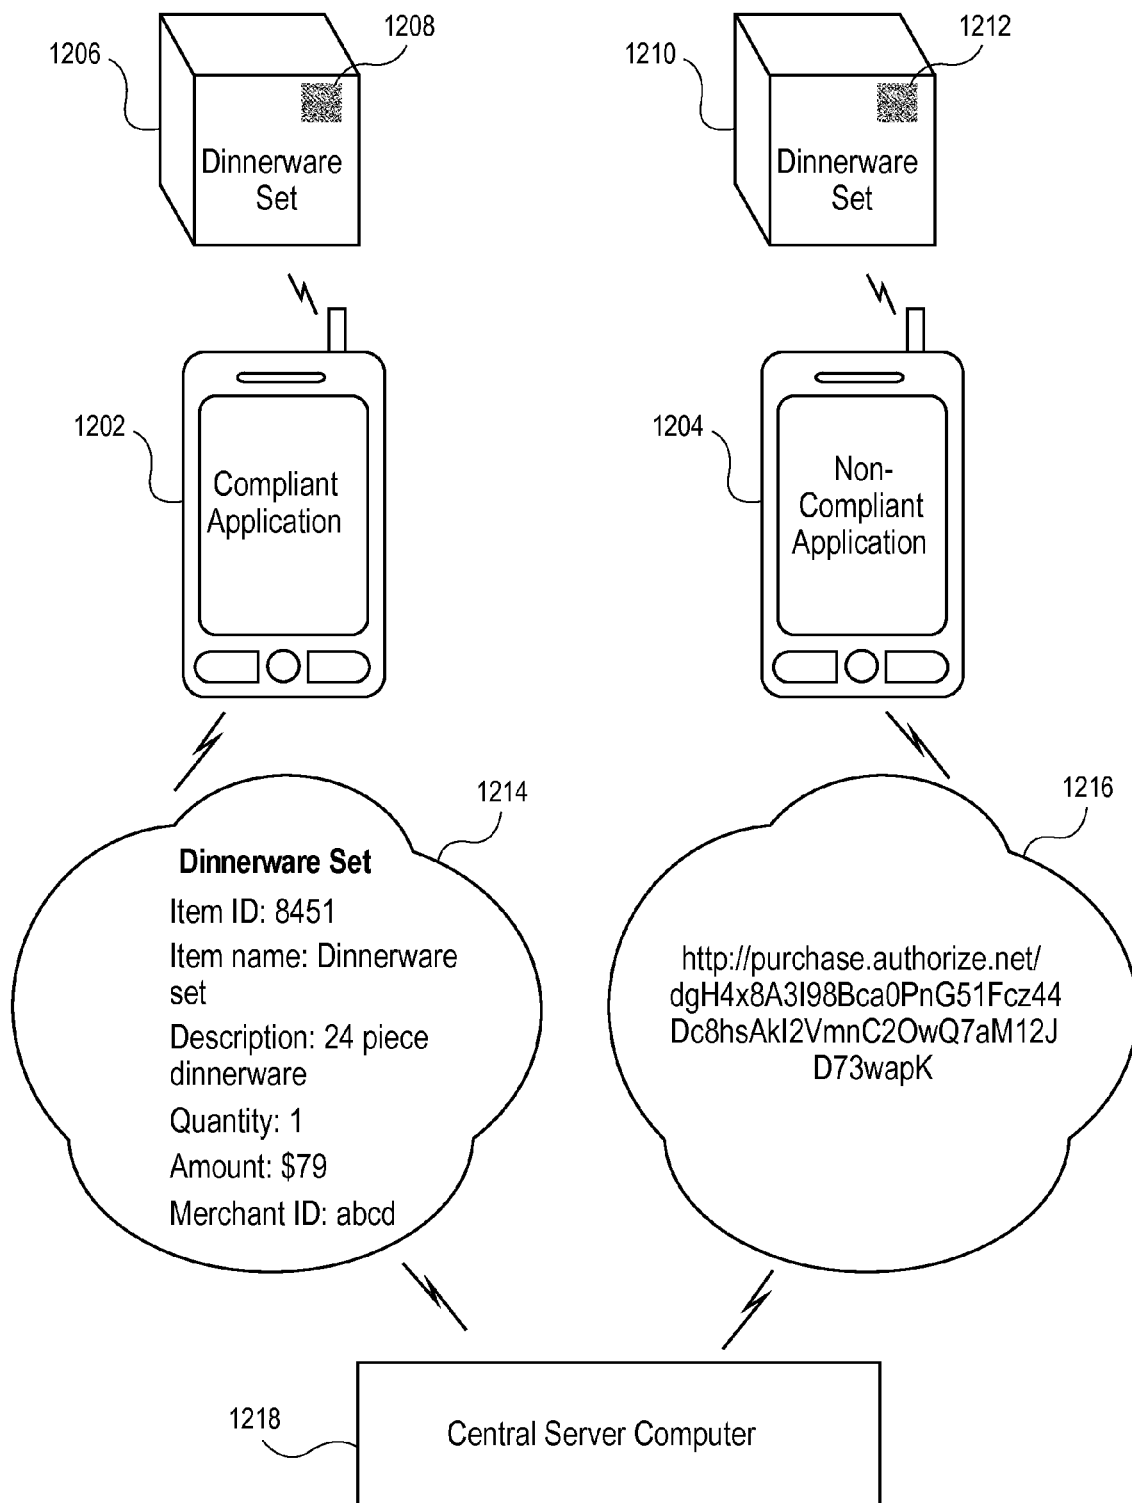 1206
1208
Dinnerware
Set
1210
1212
Dinnerware
Set
1202
Compliant
Application
1204
Non-
Compliant
Application
1214
Dinnerware Set
Item ID: 8451
Item name: Dinnerware
set
Description: 24 piece
dinnerware
Quantity: 1
Amount: $79
Merchant ID: abcd
1216
http://purchase.authorize.net/
dgH4x8A3I98Bca0PnG51Fcz44
Dc8hsAkI2VmnC2OwQ7aM12J
D73wapK
1218
Central Server Computer